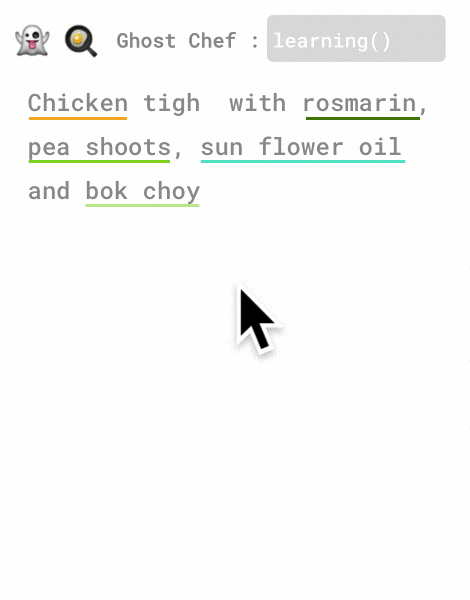 Ghost Chef : learning()
Chicken tigh with rosmarin,
pea shoots, sun flower oil
and bok choy